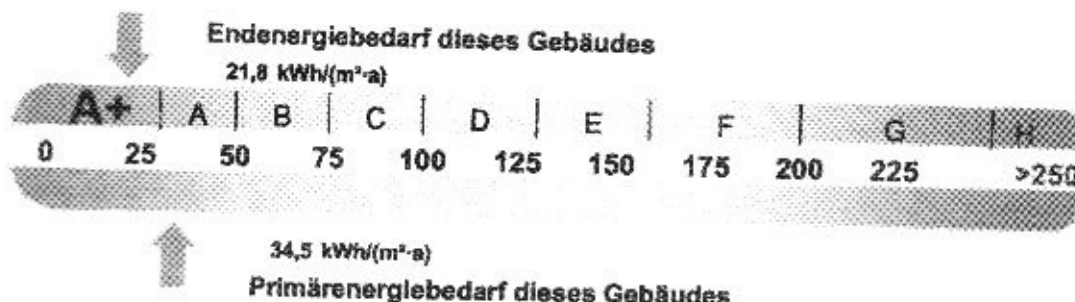 Endenergiebedarf dieses Gebäudes
21,8 kWh/(m²·a)
A+ A B C D E F G H
0 25 50 75 100 125 150 175 200 225 >250
34,5 kWh/(m²·a)
Primärenergiebedarf dieses Gebäudes